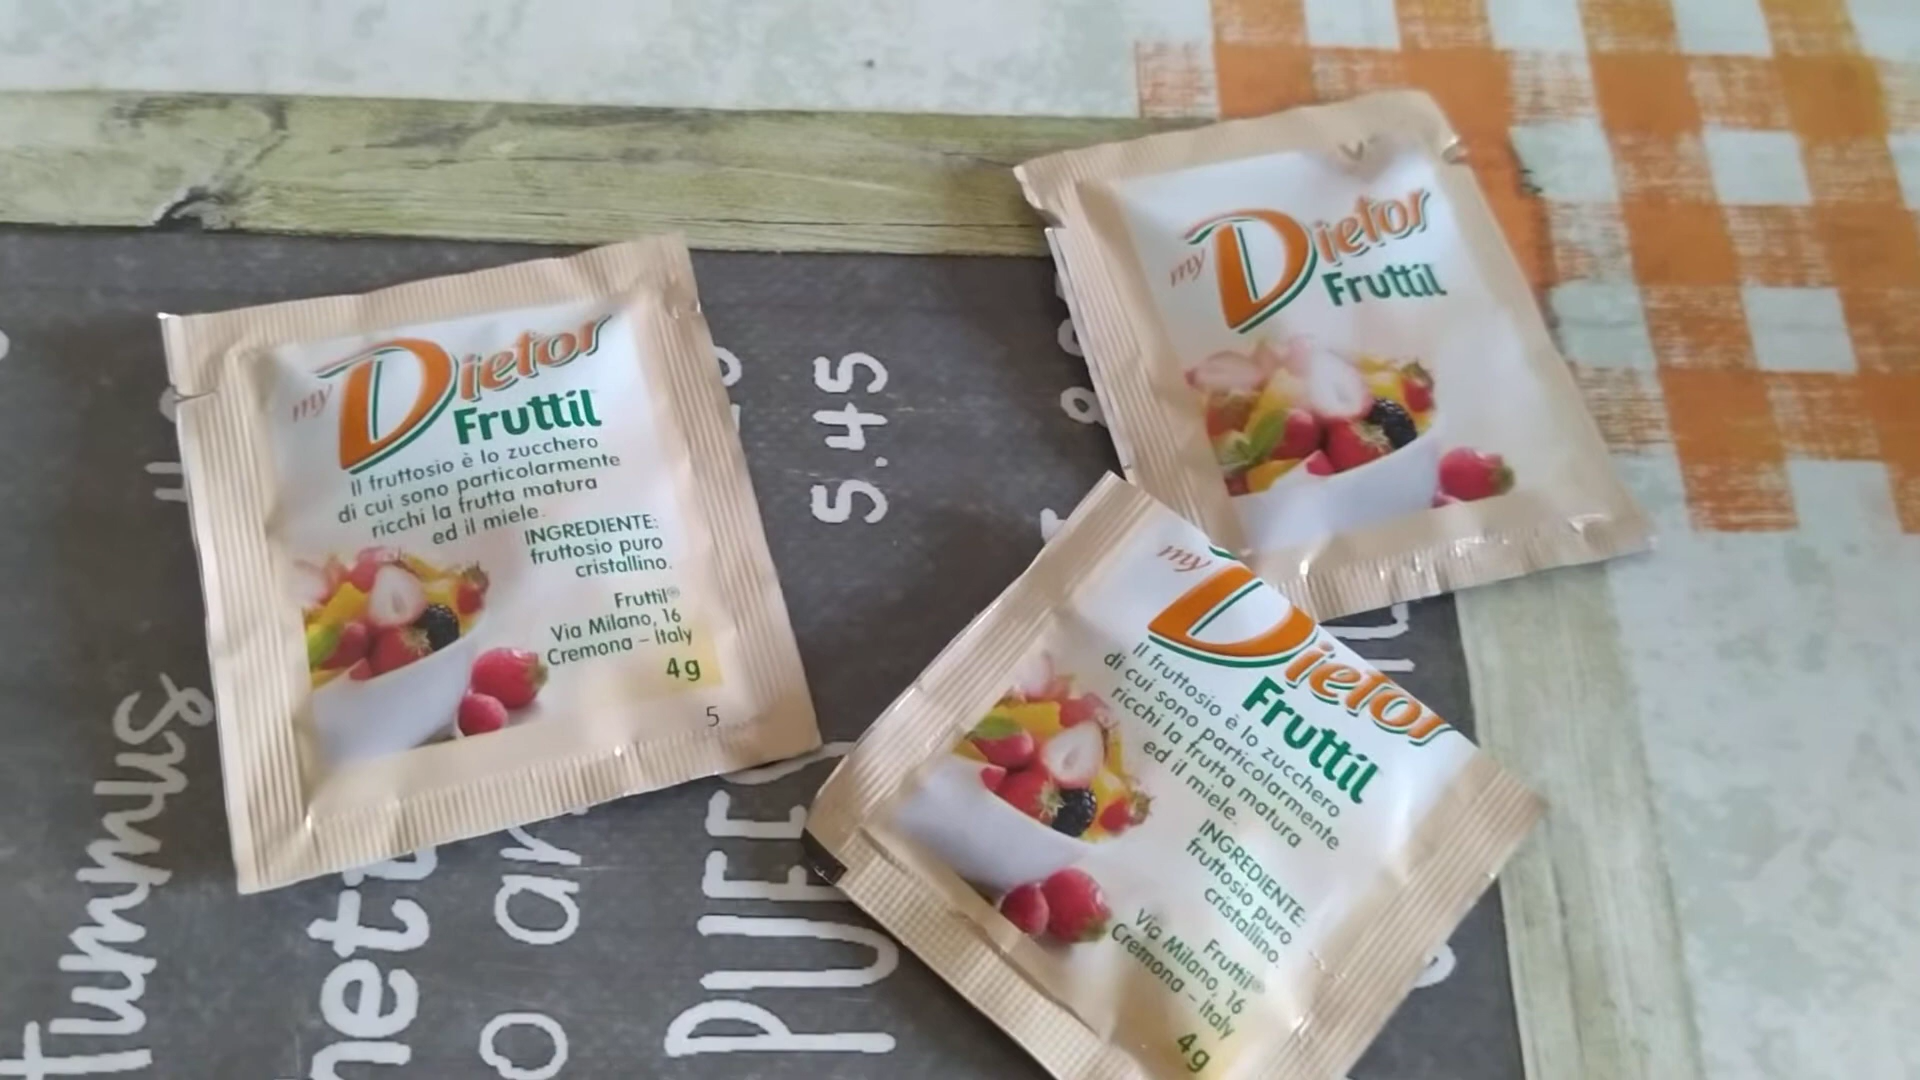 my Dietor
Fruttil
Il fruttosio è lo zucchero
di cui sono particolarmente
ricchi la frutta matura
ed il miele.
INGREDIENTE:
fruttosio puro
cristallino.
Fruttil®
Via Milano, 16
Cremona – Italy
4g
5
my Dietor
Fruttil
my Dietor
Fruttil
Il fruttosio è lo zucchero
di cui sono particolarmente
ricchi la frutta matura
ed il miele.
INGREDIENTE:
fruttosio puro
cristallino.
Fruttil®
Via Milano, 16
Cremona – Italy
4g
5.45